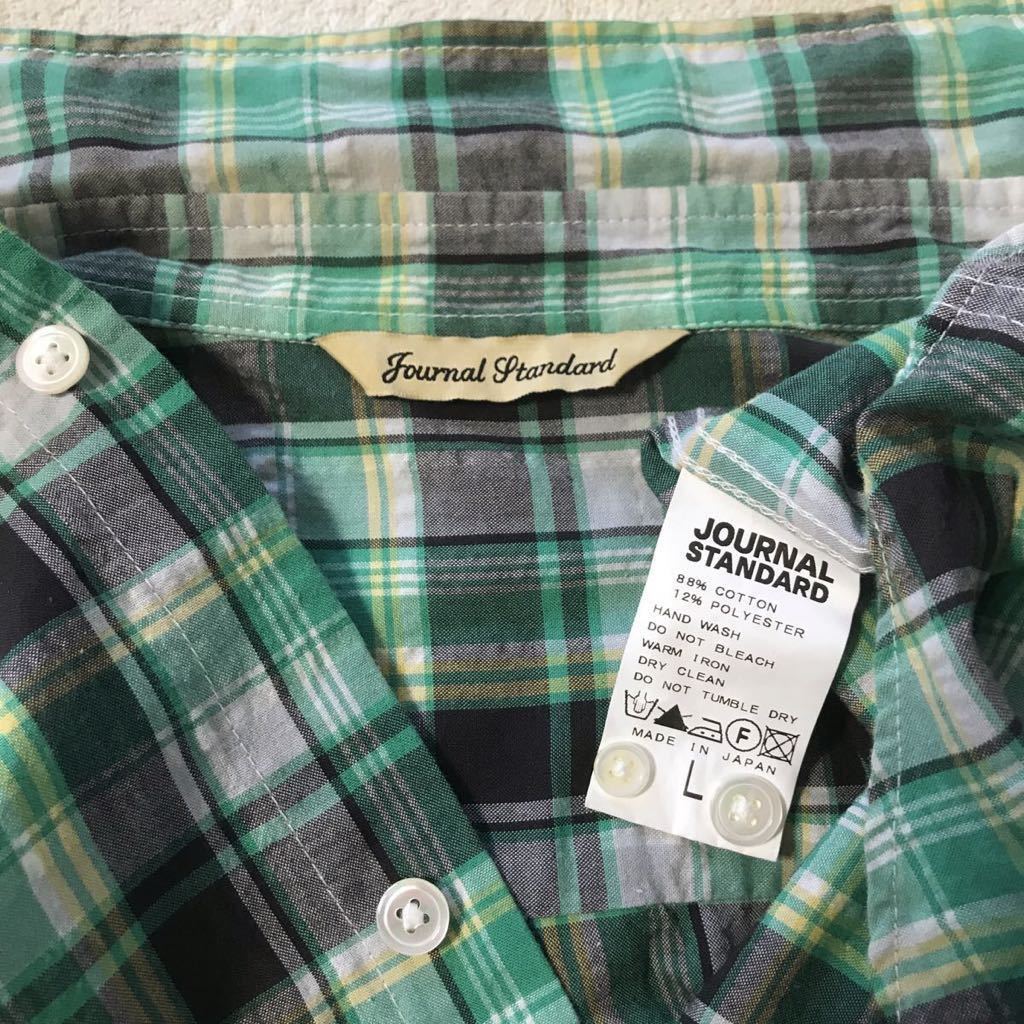 Journal Standard
JOURNAL
STANDARD
88% COTTON
12% POLYESTER
HAND WASH
DO NOT BLEACH
WARM IRON
DRY CLEAN
DO NOT TUMBLE DRY
F
MADE IN JAPAN
L